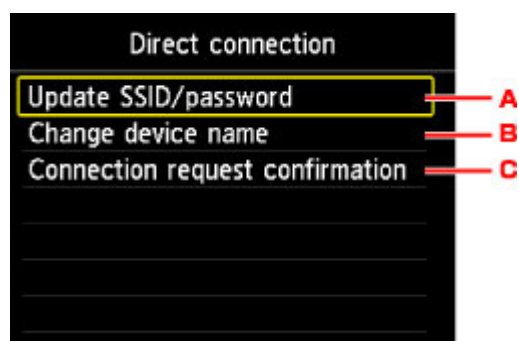 Direct connection
Update SSID/password A
Change device name B
Connection request confirmation C